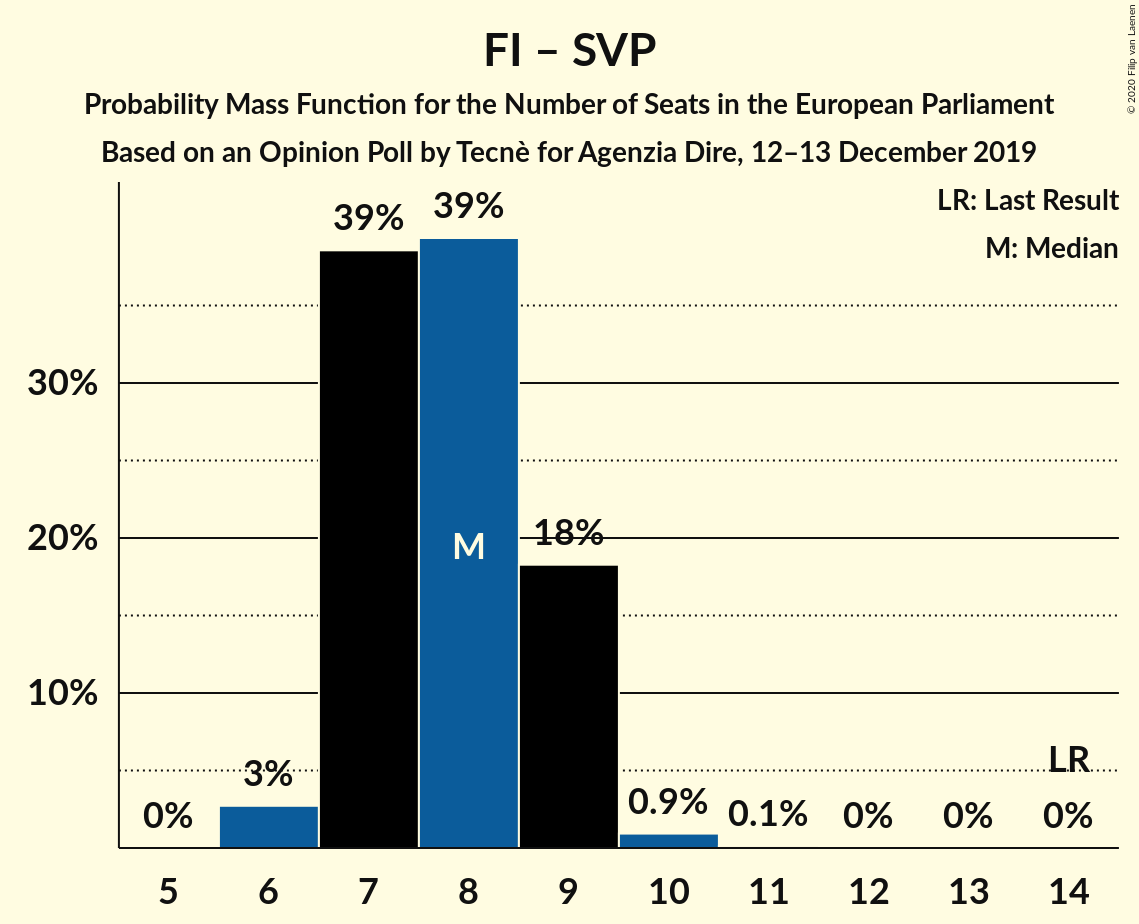 FI – SVP
Probability Mass Function for the Number of Seats in the European Parliament
Based on an Opinion Poll by Tecnè for Agenzia Dire, 12–13 December 2019
© 2020 Filip van Laenen
LR: Last Result
M: Median
39%
39%
30%
20%
M
18%
10%
LR
3%
0%
0.9%
0.1%
0%
0%
0%
5
6
7
8
9
10
11
12
13
14